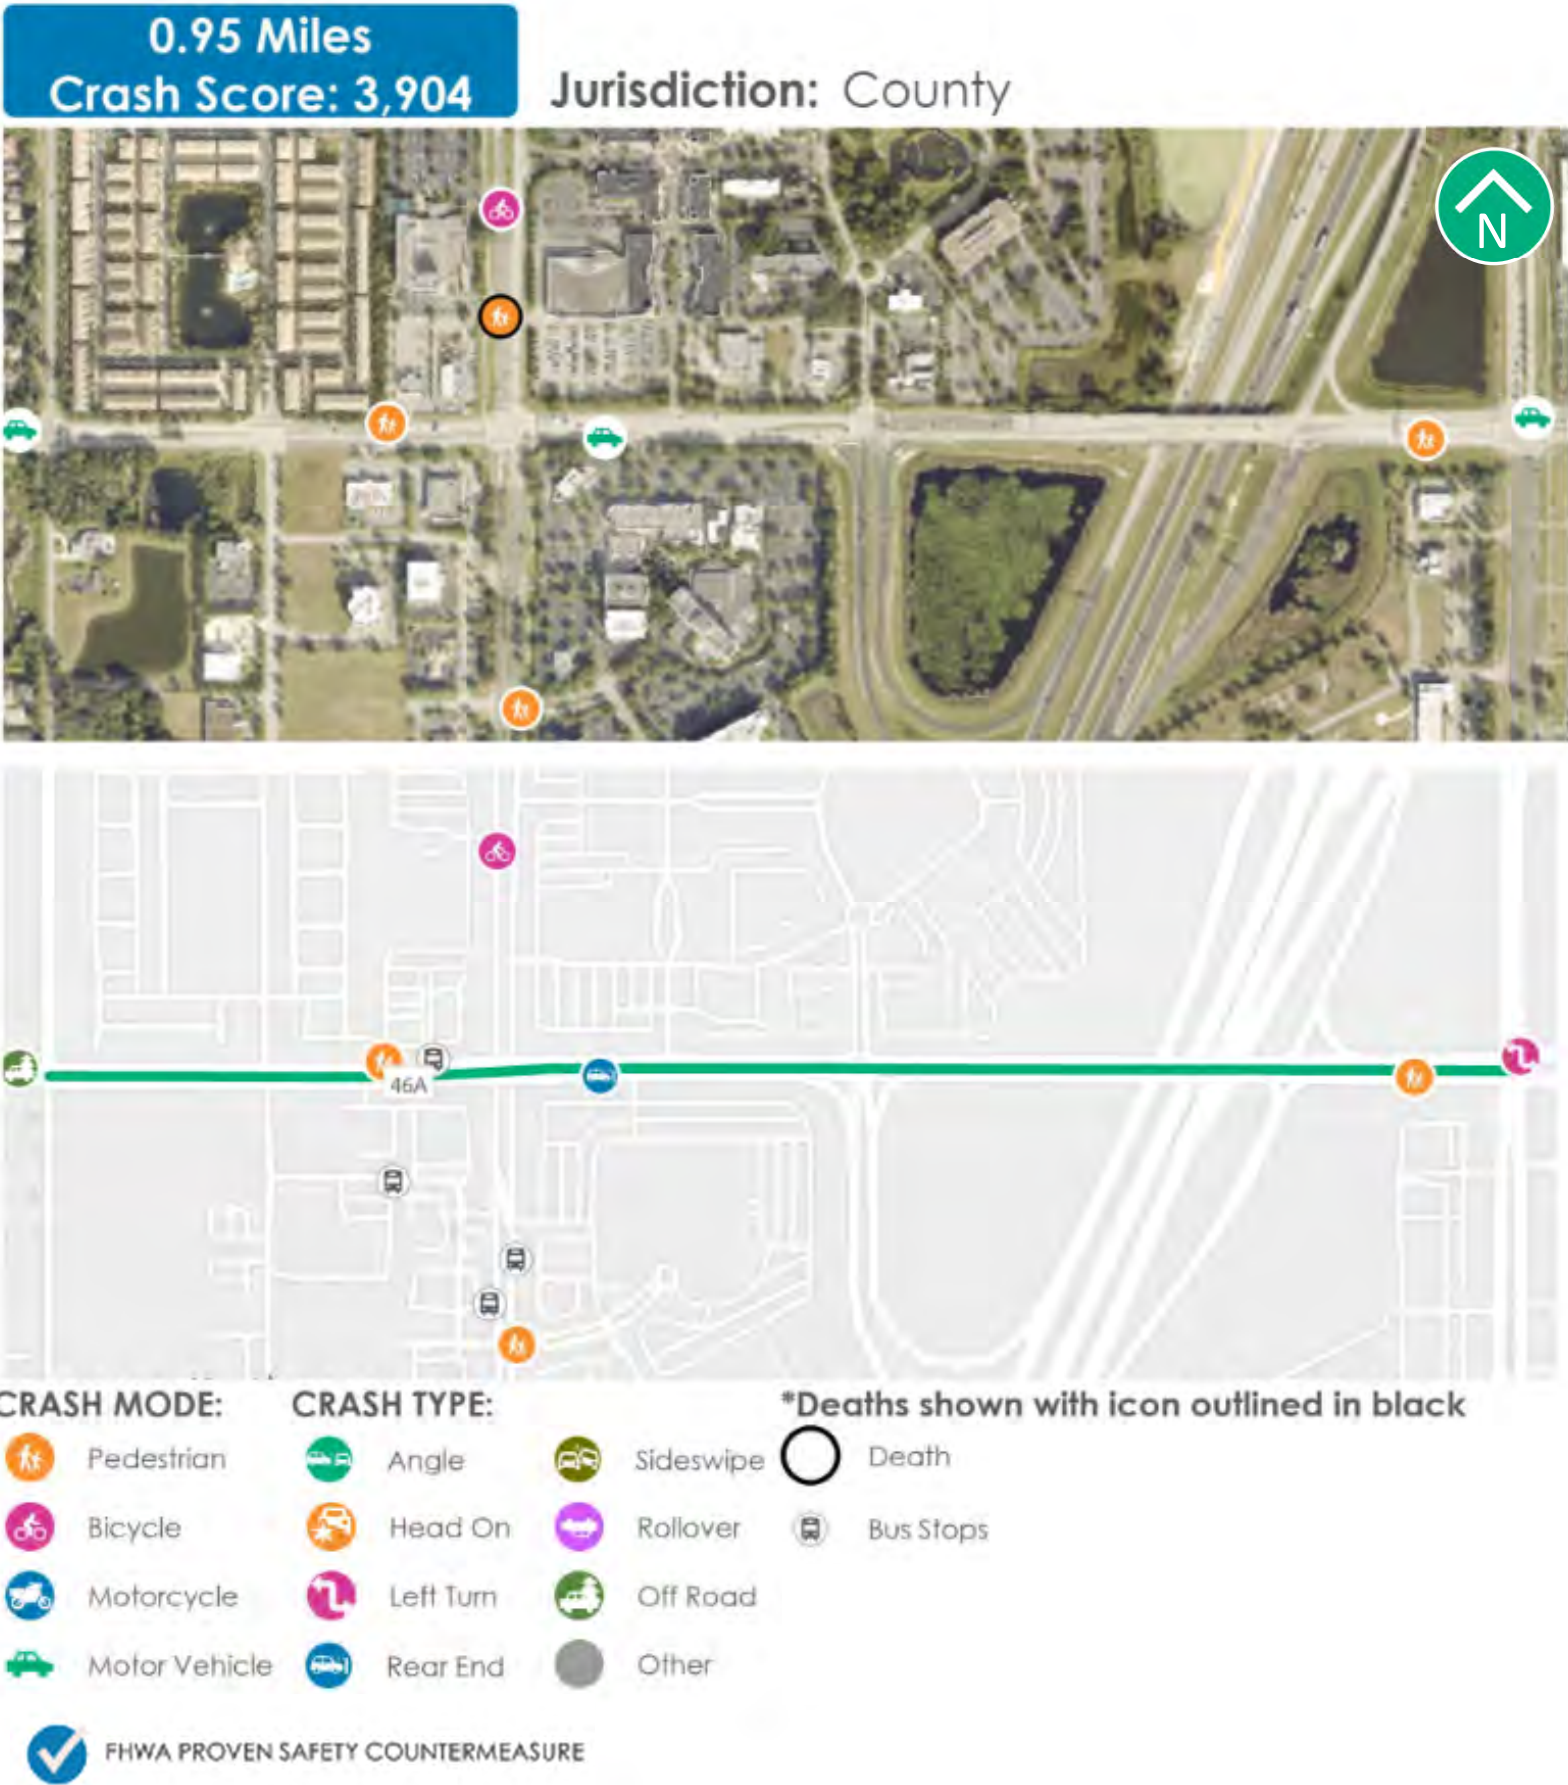 0.95 Miles
Crash Score: 3,904
Jurisdiction: County
N
46A
CRASH MODE:
Pedestrian
Bicycle
Motorcycle
Motor Vehicle
CRASH TYPE:
Angle
Head On
Left Turn
Rear End
Sideswipe
Rollover
Off Road
Other
*Deaths shown with icon outlined in black
Death
Bus Stops
FHWA PROVEN SAFETY COUNTERMEASURE